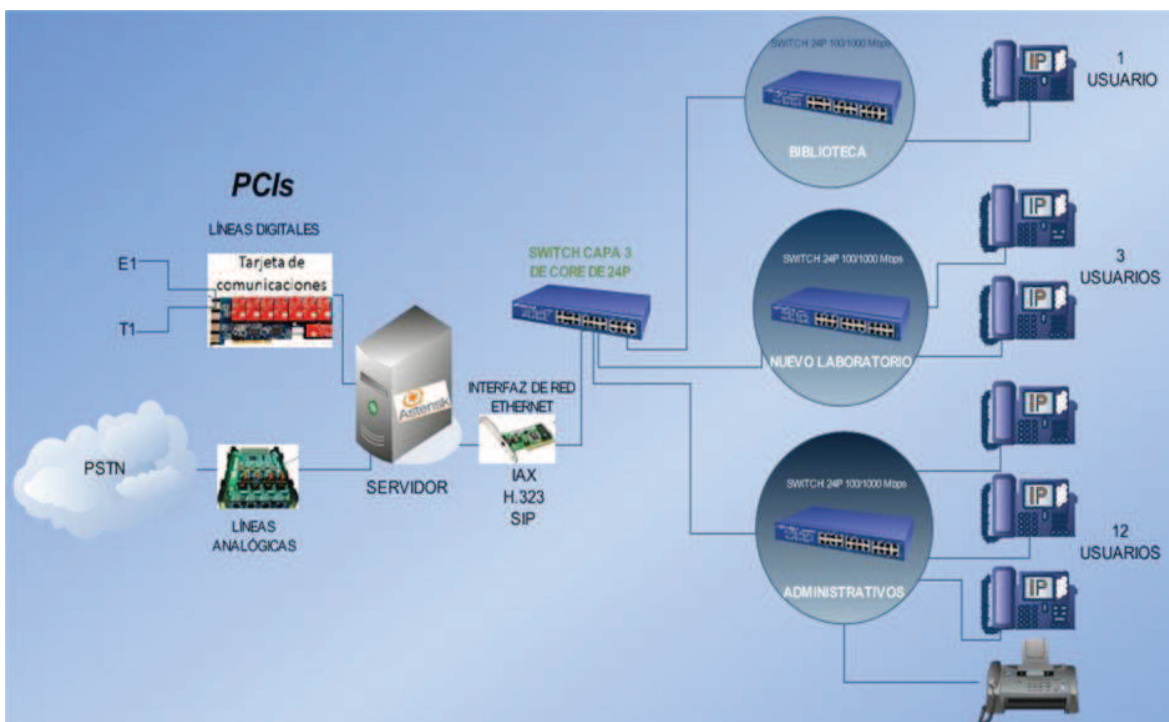 SWITCH 24P 100/1000 Mbps
BIBLIOTECA
IP
1
USUARIO
PCIs
LÍNEAS DIGITALES
E1
T1
Tarjeta de
comunicaciones
SWITCH CAPA 3
DE CORE DE 24P
SWITCH 24P 100/1000 Mbps
NUEVO LABORATORIO
IP
IP
3
USUARIOS
Asterisk
SERVIDOR
INTERFAZ DE RED
ETHERNET
IAX
H.323
SIP
PSTN
LÍNEAS
ANALÓGICAS
SWITCH 24P 100/1000 Mbps
ADMINISTRATIVOS
IP
IP
IP
12
USUARIOS